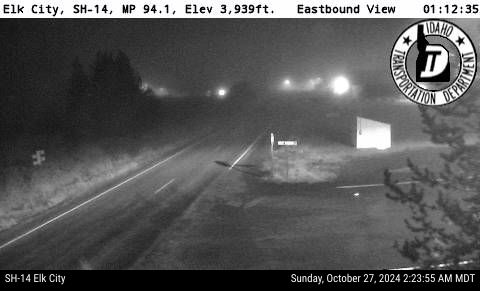 Elk City, SH-14, MP 94.1, Elev 3,939ft. Eastbound View 01:12:35
IDAHO
TRANSPORTATION DEPARTMENT
SH-14 Elk City Sunday, October 27, 2024 2:23:55 AM MDT